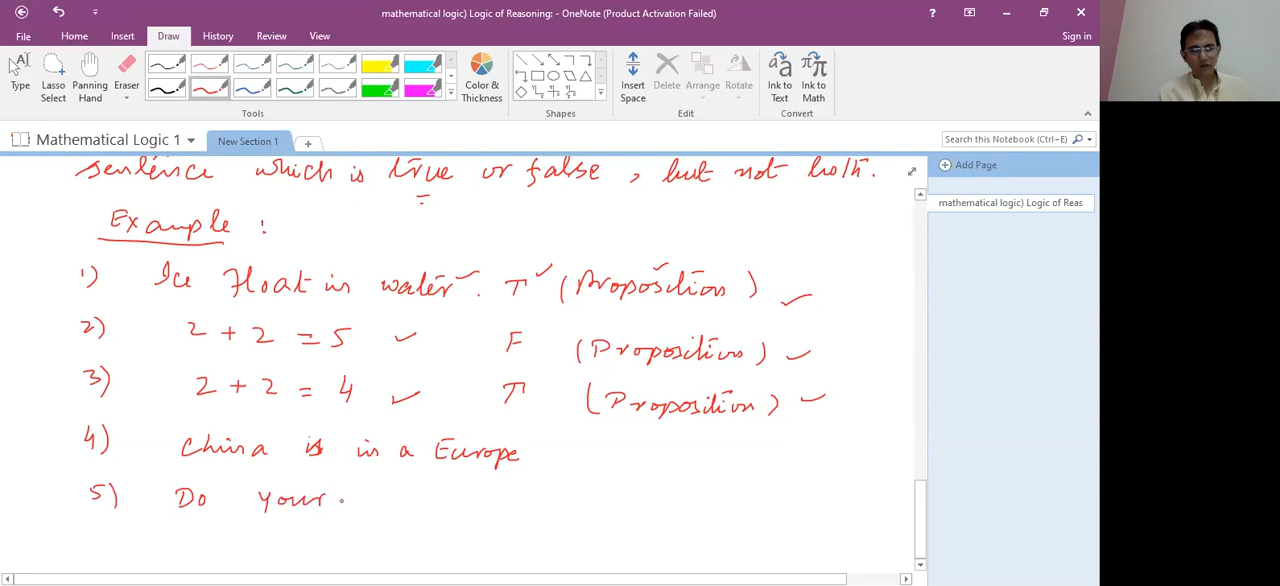 mathematical logic) Logic of Reasoning: - OneNote (Product Activation Failed)
File Home Insert Draw History Review View Sign in
Type Lasso Select Panning Hand Eraser Color & Thickness Insert Space Delete Arrange Rotate Ink to Text Ink to Math
Tools Shapes Edit Convert
Mathematical Logic 1 New Section 1 Search this Notebook (Ctrl+E)
Add Page
mathematical logic) Logic of Reas
sentence which is true or false, but not both.
Example :
1) Ice Float in water. T (Proposition)
2) 2 + 2 = 5 F (Proposition)
3) 2 + 2 = 4 T (Proposition)
4) China is in a Europe
5) Do your